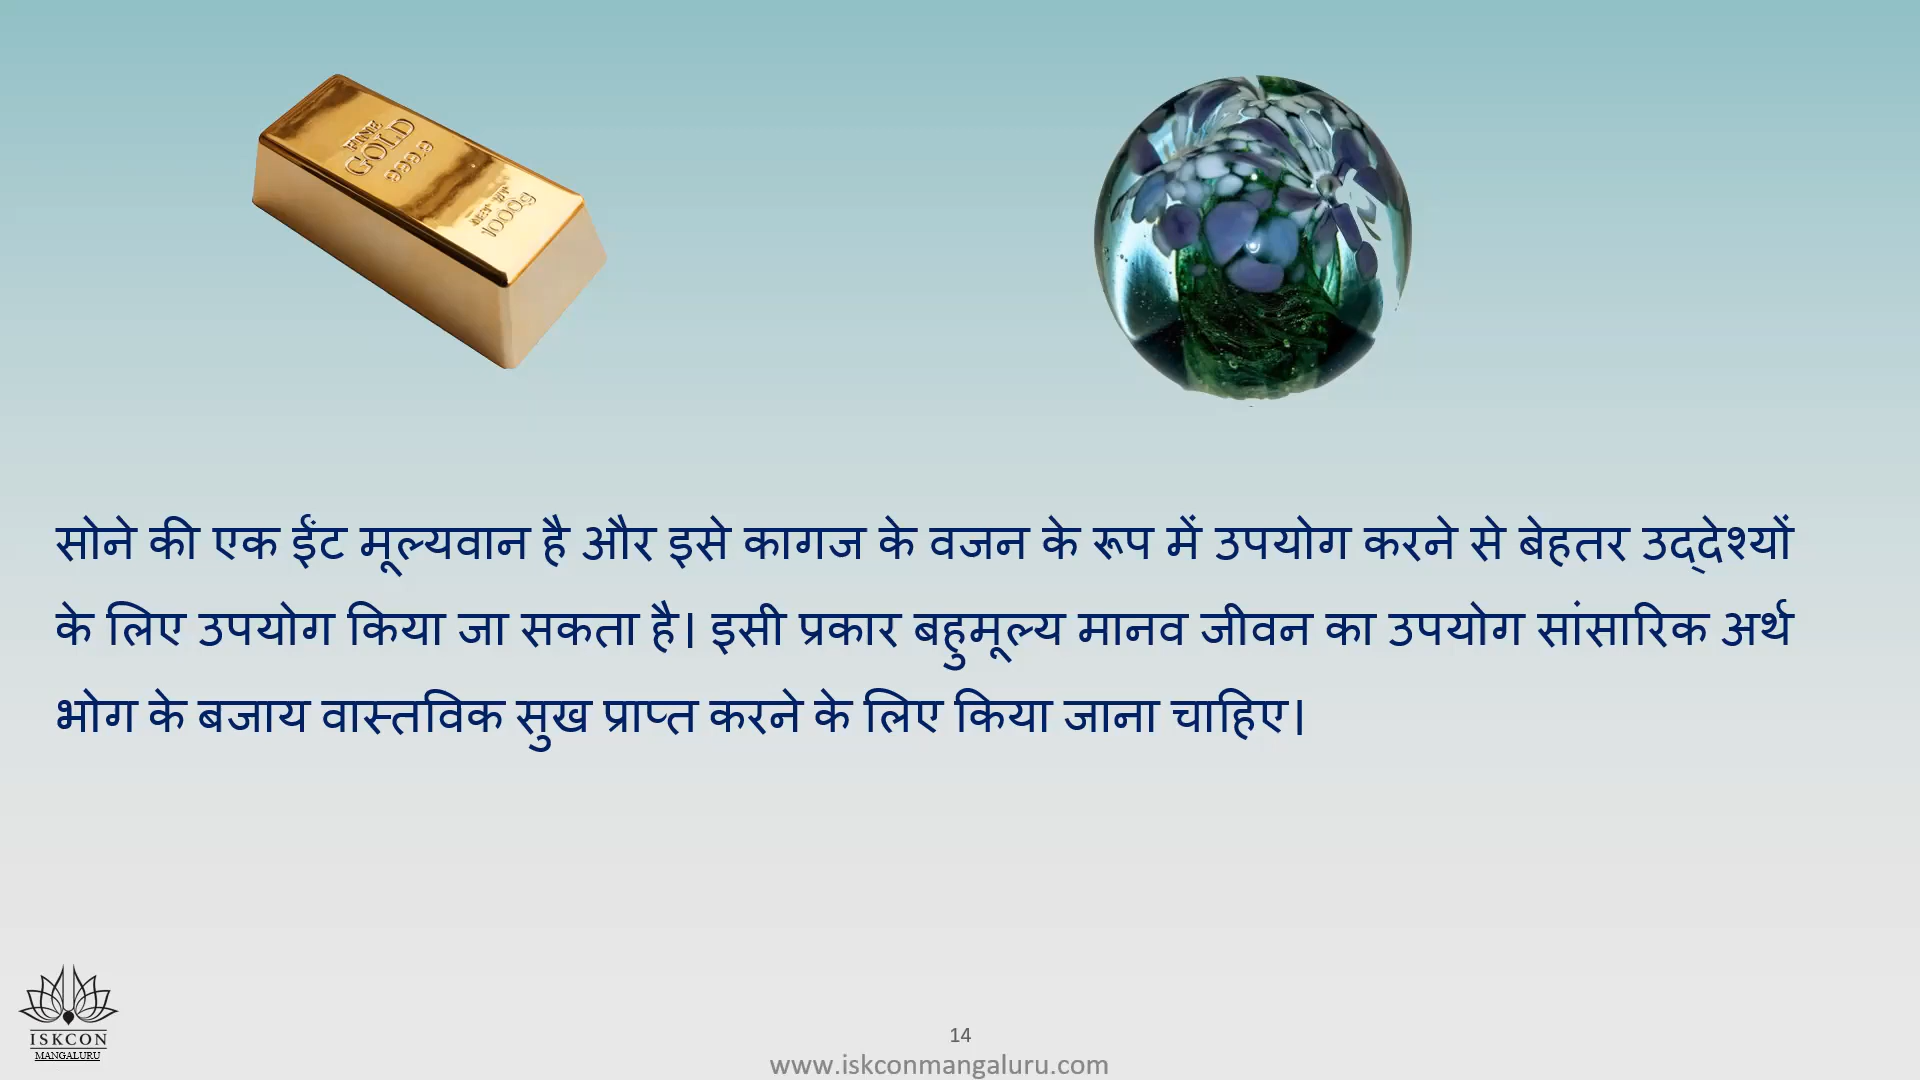 FINE
GOLD
999.9
NET WT
1000g
सोने की एक ईंट मूल्यवान है और इसे कागज के वजन के रूप में उपयोग करने से बेहतर उद्देश्यों
के लिए उपयोग किया जा सकता है। इसी प्रकार बहुमूल्य मानव जीवन का उपयोग सांसारिक अर्थ
भोग के बजाय वास्तविक सुख प्राप्त करने के लिए किया जाना चाहिए।
ISKCON
MANGALURU
14
www.iskconmangaluru.com